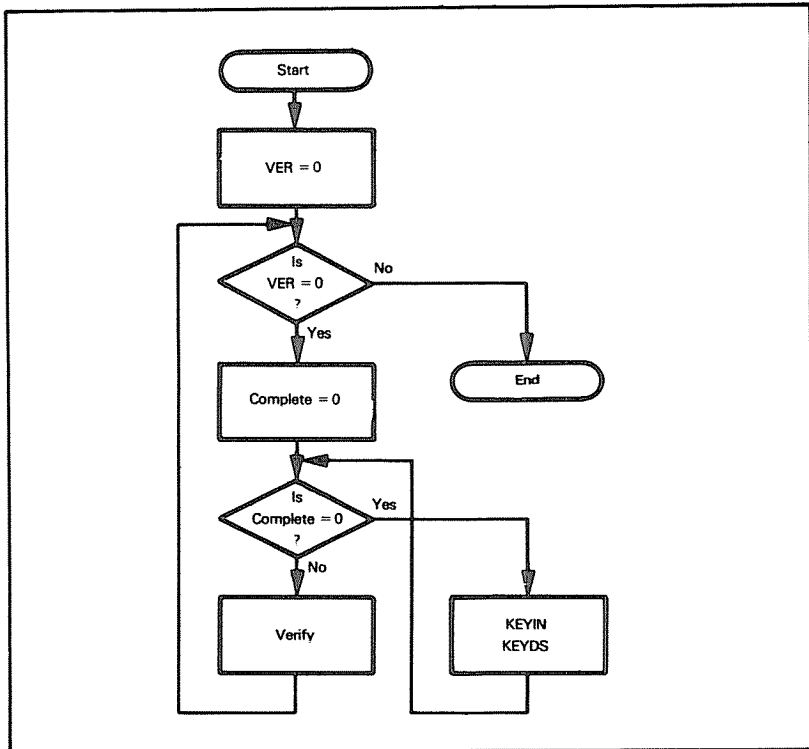 Start
VER = 0
Is
VER = 0
?
No
Yes
Complete = 0
End
Is
Complete = 0
?
Yes
No
Verify
KEYIN
KEYDS